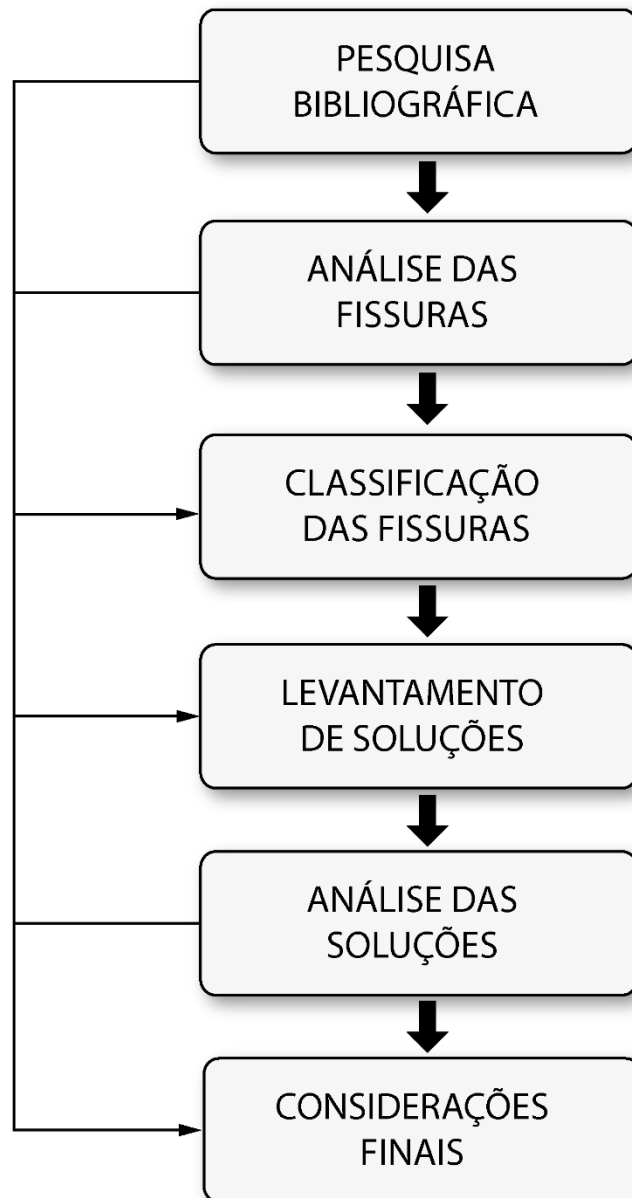 PESQUISA
BIBLIOGRÁFICA
ANÁLISE DAS
FISSURAS
CLASSIFICAÇÃO
DAS FISSURAS
LEVANTAMENTO
DE SOLUÇÕES
ANÁLISE DAS
SOLUÇÕES
CONSIDERAÇÕES
FINAIS